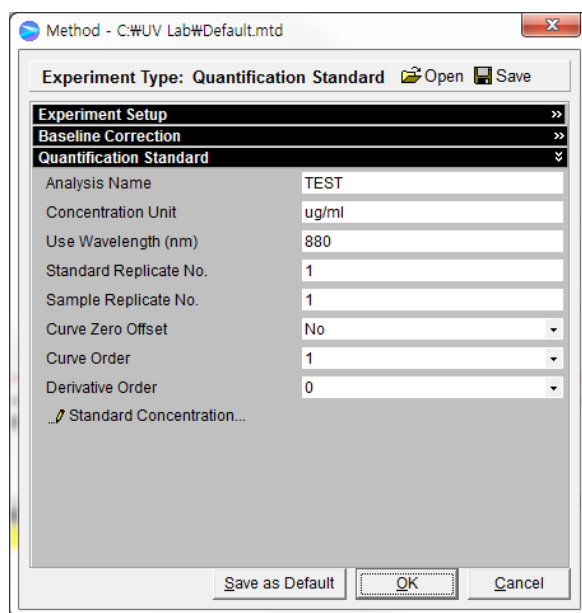 Method - C:₩UV Lab₩Default.mtd
Experiment Type: Quantification Standard Open Save
Experiment Setup
Baseline Correction
Quantification Standard
Analysis Name TEST
Concentration Unit ug/ml
Use Wavelength (nm) 880
Standard Replicate No. 1
Sample Replicate No. 1
Curve Zero Offset No
Curve Order 1
Derivative Order 0
Standard Concentration...
Save as Default OK Cancel